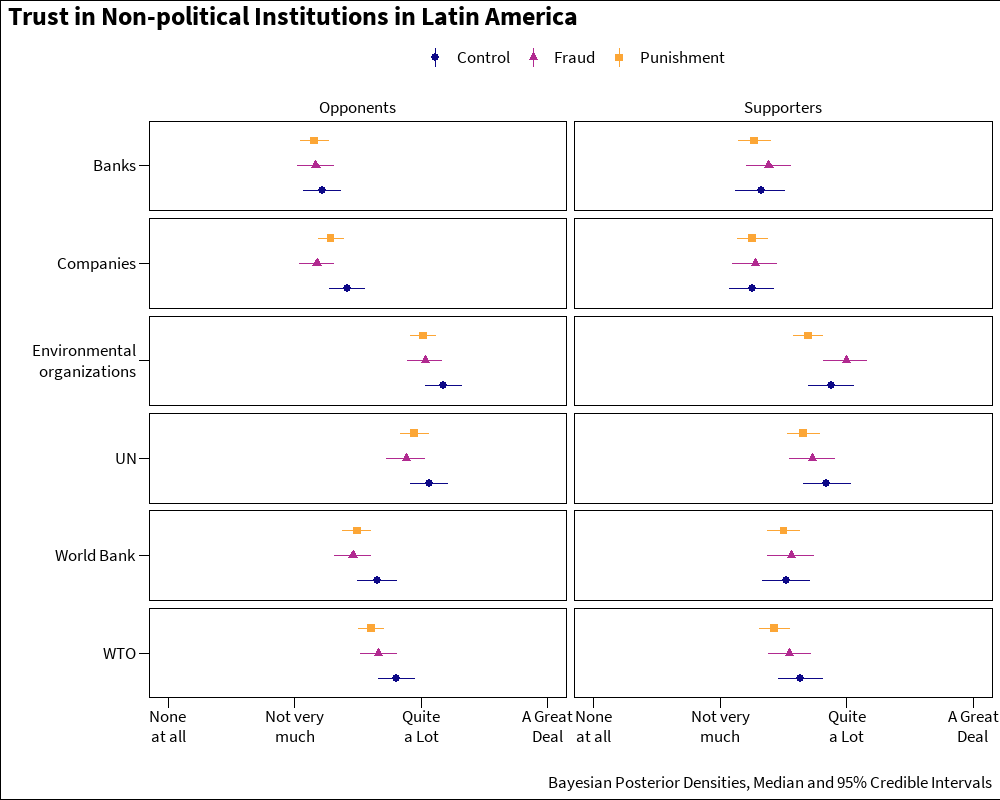 Trust in Non-political Institutions in Latin America
Control Fraud Punishment
Opponents Supporters
Banks
Companies
Environmental
organizations
UN
World Bank
WTO
None Not very Quite A Great None Not very Quite A Great
at all much a Lot Deal at all much a Lot Deal
Bayesian Posterior Densities, Median and 95% Credible Intervals